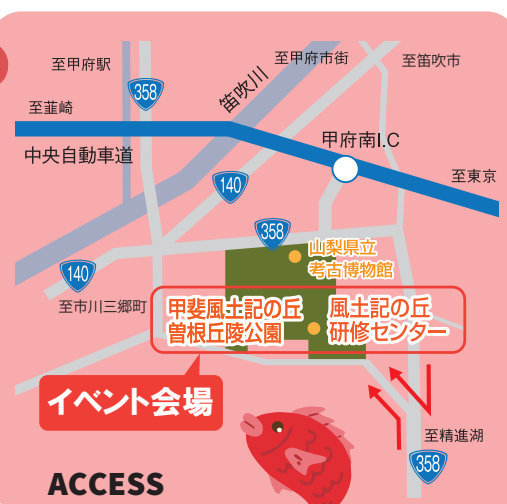 至甲府駅
358
至甲府市街
至笛吹市
笛吹川
至韮崎
中央自動車道
甲府南I.C
至東京
140
358
山梨県立
考古博物館
140
至市川三郷町
甲斐風土記の丘
曽根丘陵公園
風土記の丘
研修センター
イベント会場
至精進湖
358
ACCESS